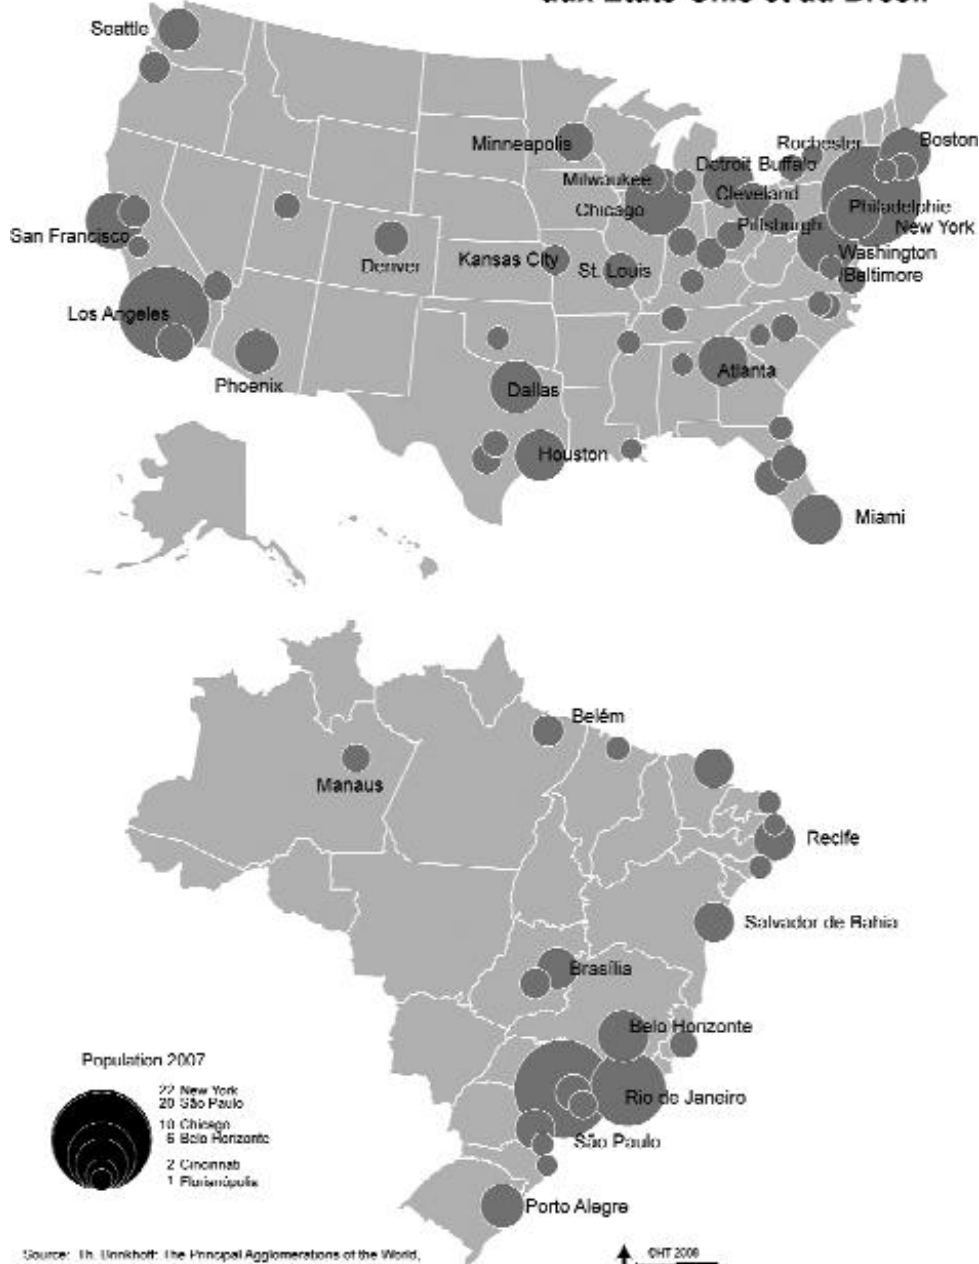 aux Etats-Unis et au Brésil
Seattle
Minneapolis
Rochester
Boston
Detroit
Buffalo
Milwaukee
Cleveland
Chicago
Philadelphie
Pittsburgh
New York
San Francisco
Denver
Kansas City
St. Louis
Washington
/Baltimore
Los Angeles
Phoenix
Atlanta
Dallas
Houston
Miami
Belém
Manaus
Recife
Salvador de Bahia
Brasília
Belo Horizonte
Rio de Janeiro
São Paulo
Porto Alegre
Population 2007
22 New York
20 São Paulo
10 Chicago
6 Belo Horizonte
2 Cincinnati
1 Florianópolis
Source: Th. Brinkhoff: The Principal Agglomerations of the World,
©HT 2008